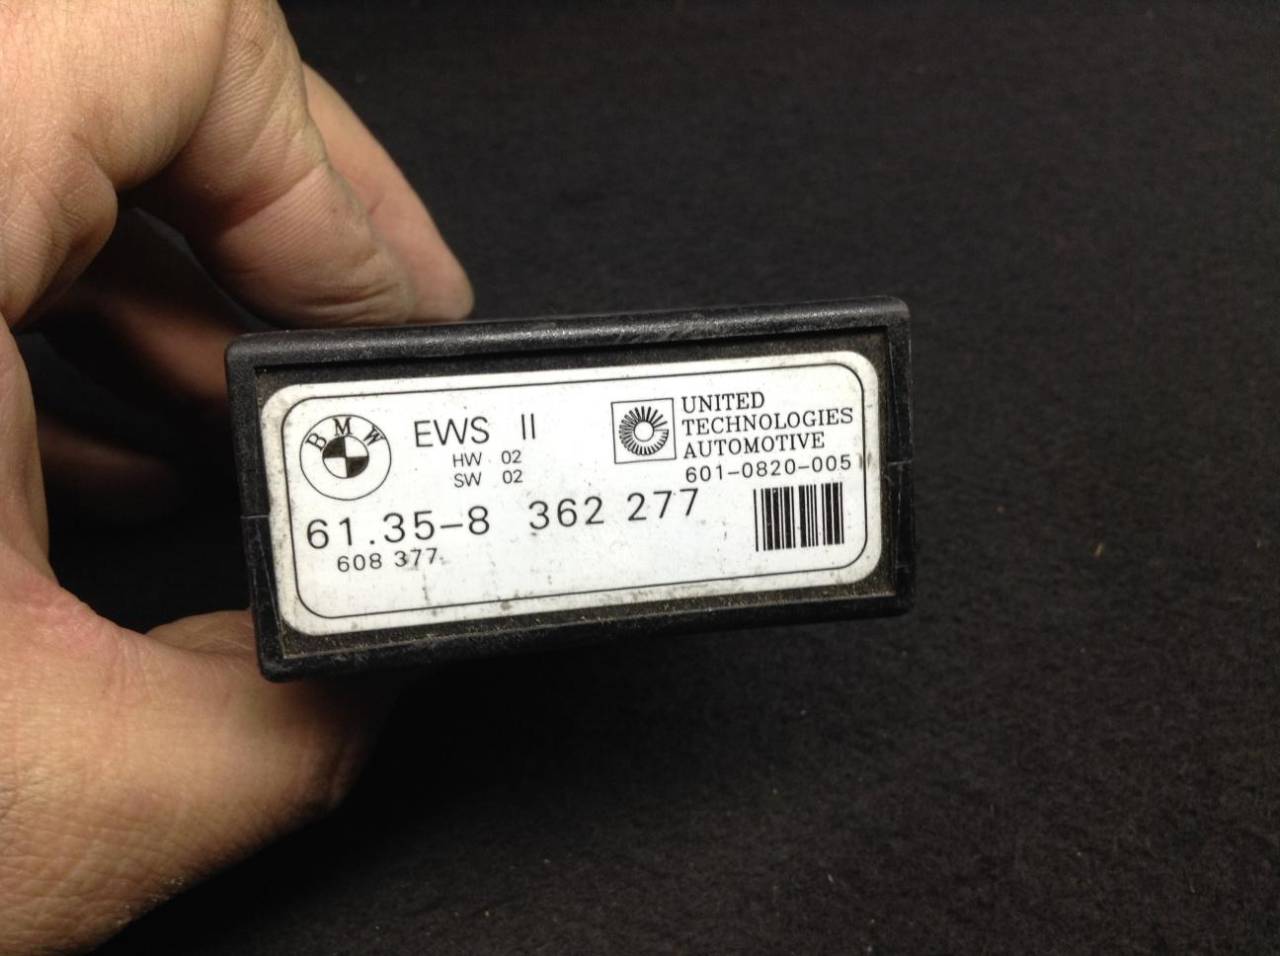 BMW
EWS II
HW 02
SW 02
UNITED
TECHNOLOGIES
AUTOMOTIVE
601-0820-005
61.35-8 362 277
608 377